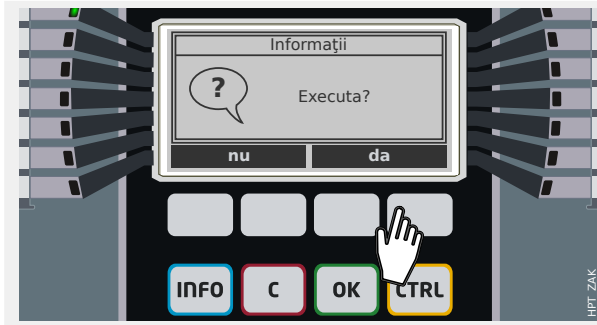 Informaţii
?
Executa?
nu da
INFO C OK CTRL
HPT ZAK